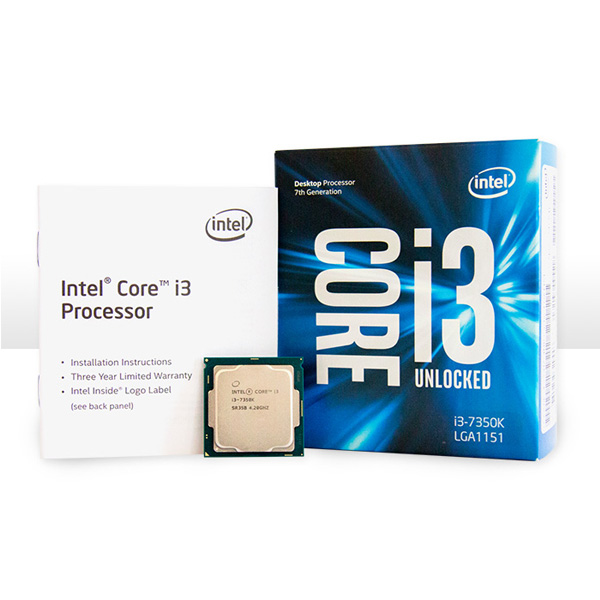 intel
Intel® Core™ i3
Processor
• Installation Instructions
• Three Year Limited Warranty
• Intel Inside® Logo Label
(see back panel)
INTEL® CORE™ i3
i3-7350K
SR35B 4.20GHZ
Desktop Processor
7th Generation
intel
CORE
i3
UNLOCKED
i3-7350K
LGA1151